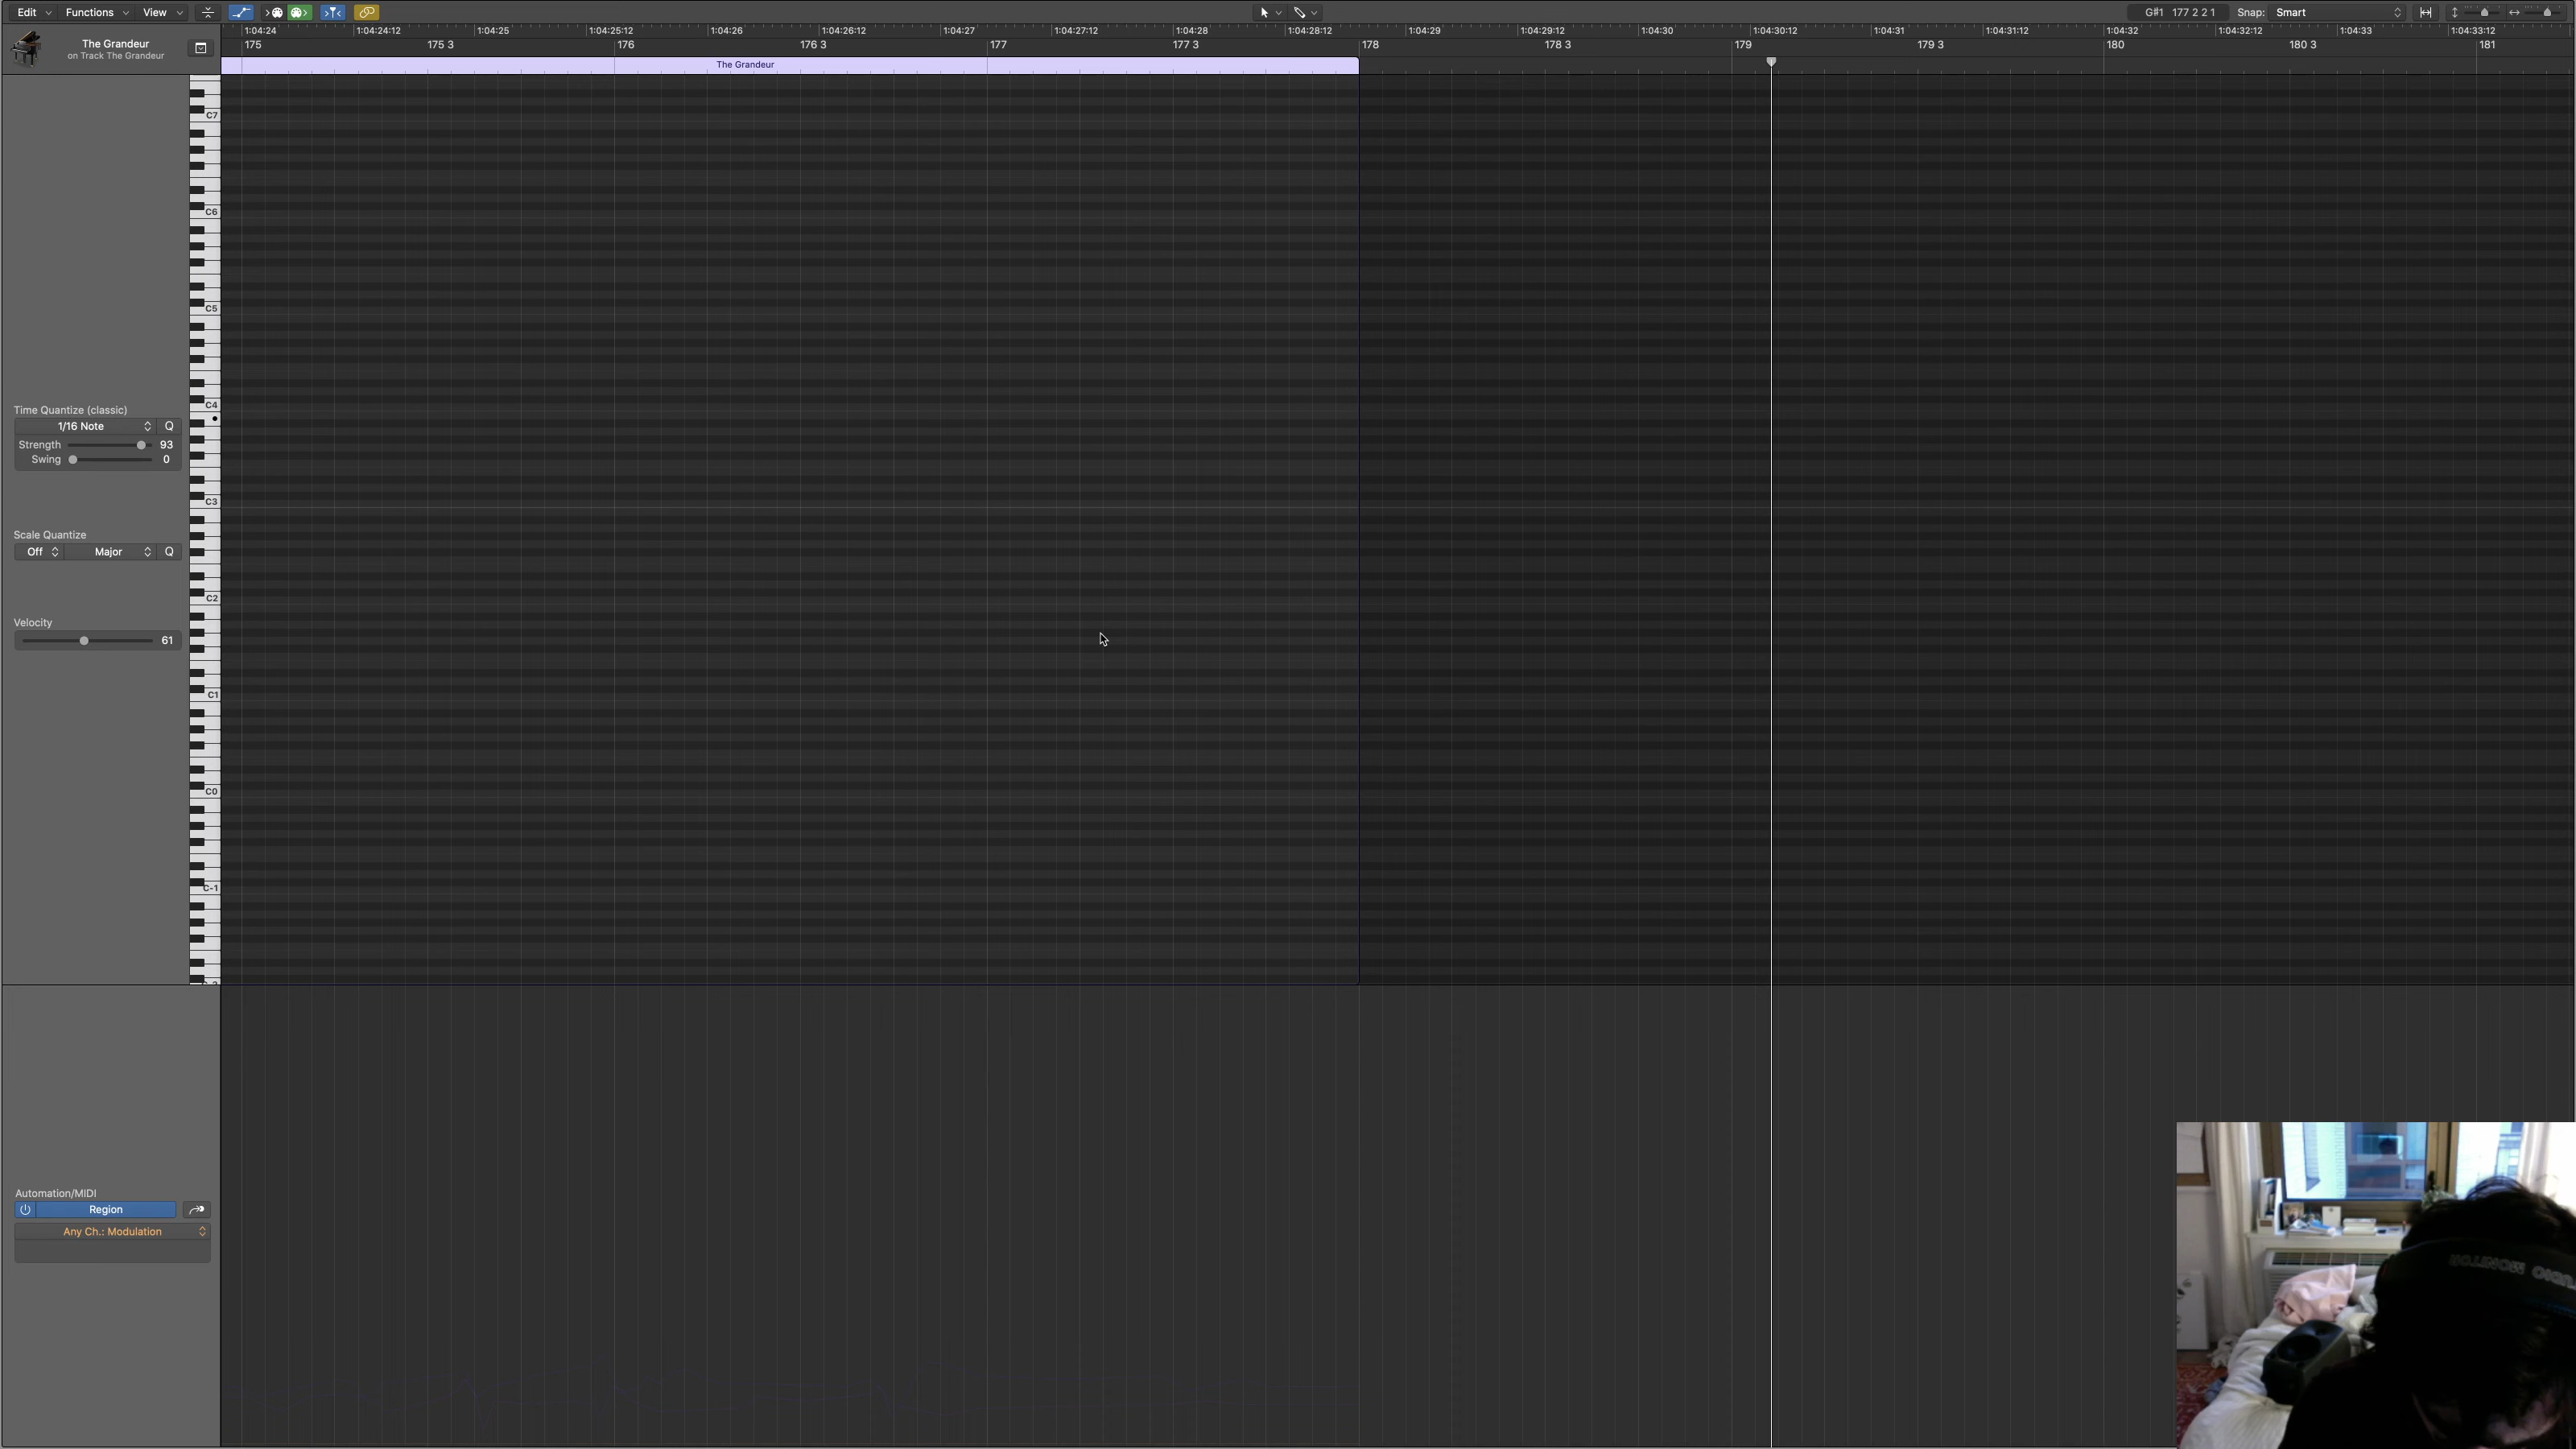 Edit Functions View G#1 177 2 2 1 Snap: Smart
1:04:24 1:04:24:12 1:04:25 1:04:25:12 1:04:26 1:04:26:12 1:04:27 1:04:27:12 1:04:28 1:04:28:12 1:04:29 1:04:29:12 1:04:30 1:04:30:12 1:04:31 1:04:31:12 1:04:32 1:04:32:12 1:04:33 1:04:33:12
The Grandeur
on Track The Grandeur
175 175 3 176 176 3 177 177 3 178 178 3 179 179 3 180 180 3 181
The Grandeur
C7
C6
C5
C4
Time Quantize (classic)
1/16 Note Q
Strength 93
Swing 0
C3
Scale Quantize
Off Major Q
C2
Velocity
61
C1
C0
C-1
Automation/MIDI
Region
Any Ch.: Modulation